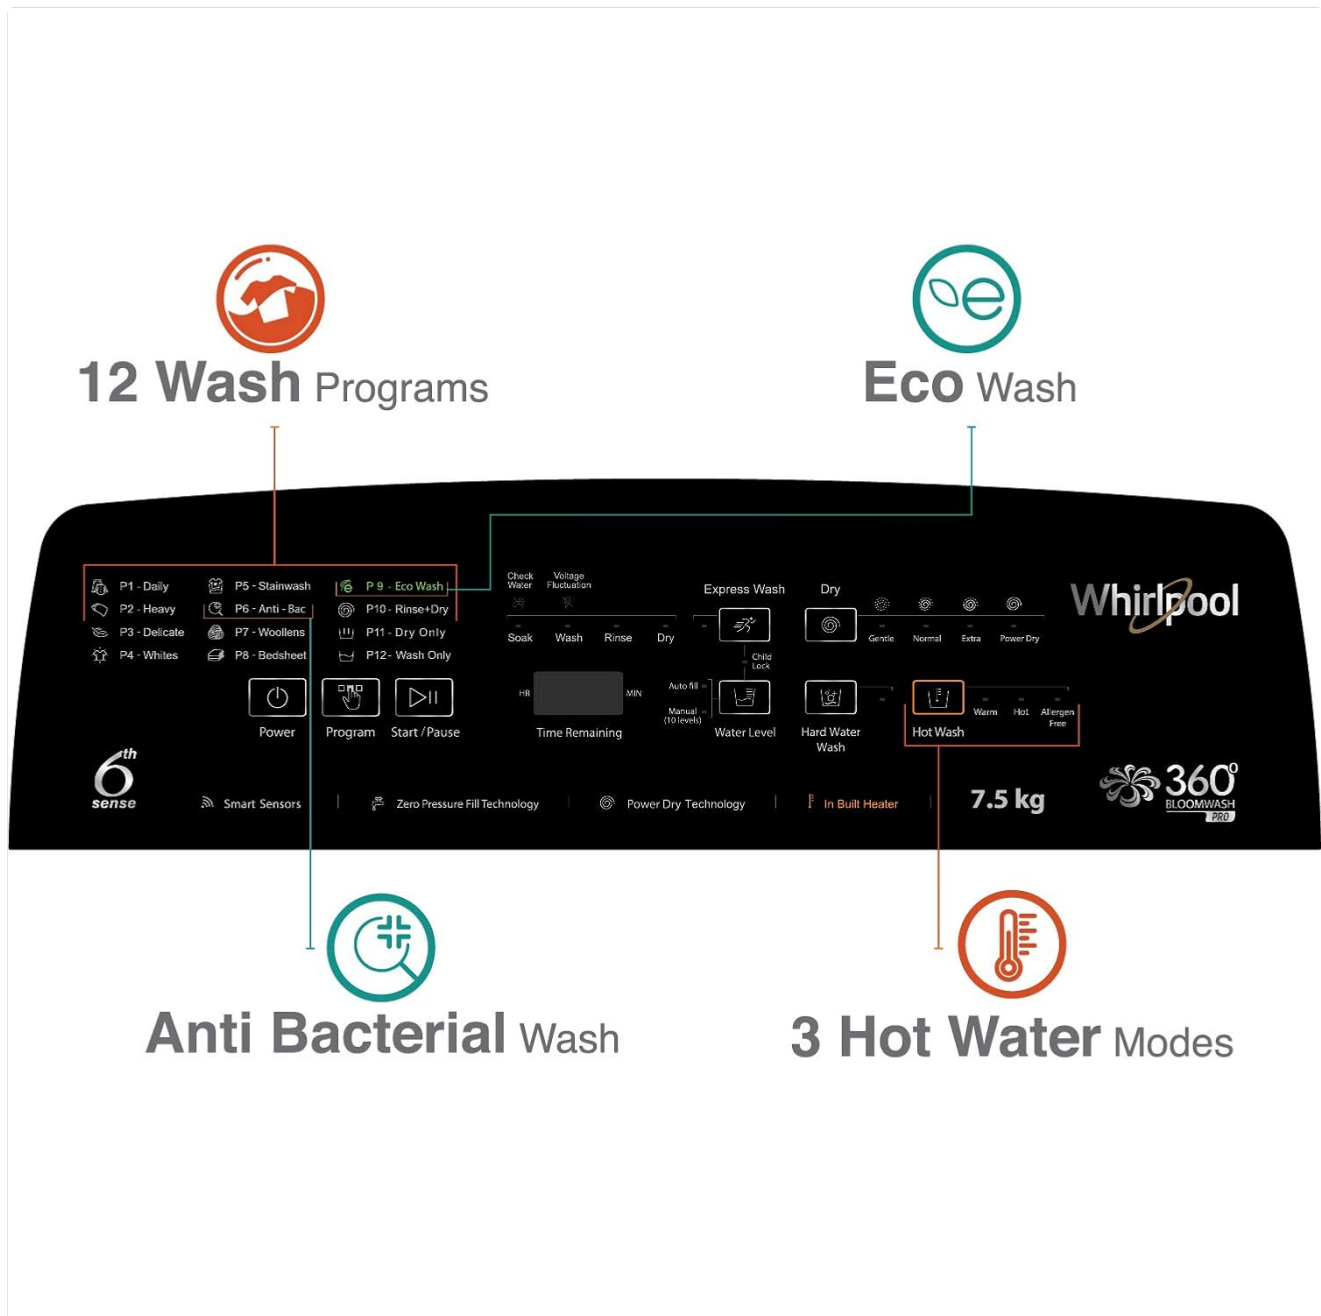 12 Wash Programs
Eco Wash
P1 - Daily
P2 - Heavy
P3 - Delicate
P4 - Whites
P5 - Stainwash
P6 - Anti - Bac
P7 - Woollens
P8 - Bedsheet
P 9 - Eco Wash
P10 - Rinse+Dry
P11 - Dry Only
P12- Wash Only
Check
Water
Voltage
Fluctuation
Soak
Wash
Rinse
Dry
Express Wash
Dry
Gentle
Normal
Extra
Power Dry
Whirlpool
Child
Lock
Power
Program
Start / Pause
HR
MIN
Time Remaining
Auto fill
Manual
(10 levels)
Water Level
Hard Water
Wash
Hot Wash
Warm
Hot
Allergen
Free
6th
sense
Smart Sensors
Zero Pressure Fill Technology
Power Dry Technology
In Built Heater
7.5 kg
360°
BLOOMWASH
PRO
Anti Bacterial Wash
3 Hot Water Modes